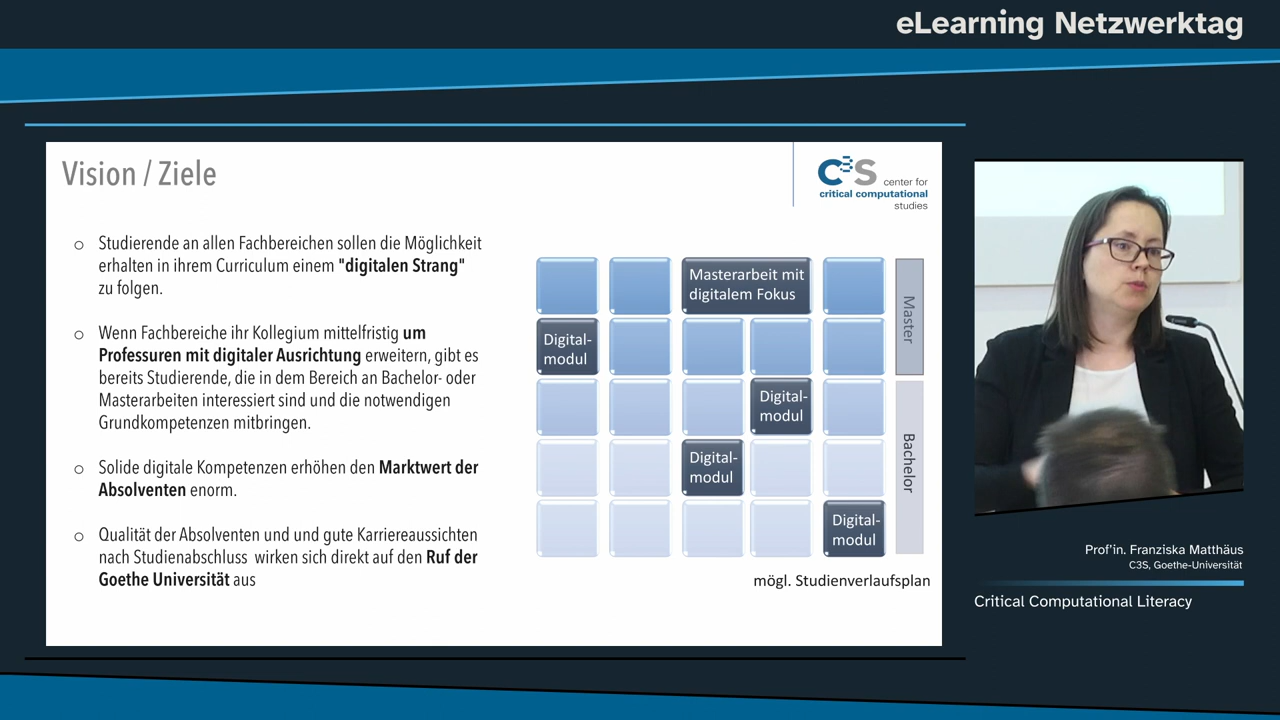 eLearning Netzwerktag
Vision / Ziele
C3S center for
critical computational
studies
o Studierende an allen Fachbereichen sollen die Möglichkeit
erhalten in ihrem Curriculum einem "digitalen Strang"
zu folgen.
o Wenn Fachbereiche ihr Kollegium mittelfristig um
Professuren mit digitaler Ausrichtung erweitern, gibt es
bereits Studierende, die in dem Bereich an Bachelor- oder
Masterarbeiten interessiert sind und die notwendigen
Grundkompetenzen mitbringen.
o Solide digitale Kompetenzen erhöhen den Marktwert der
Absolventen enorm.
o Qualität der Absolventen und und gute Karriereaussichten
nach Studienabschluss wirken sich direkt auf den Ruf der
Goethe Universität aus
Masterarbeit mit
digitalem Fokus
Master
Digital-
modul
Digital-
modul
Bachelor
Digital-
modul
Digital-
modul
mögl. Studienverlaufsplan
Prof'in. Franziska Matthäus
C3S, Goethe-Universität
Critical Computational Literacy